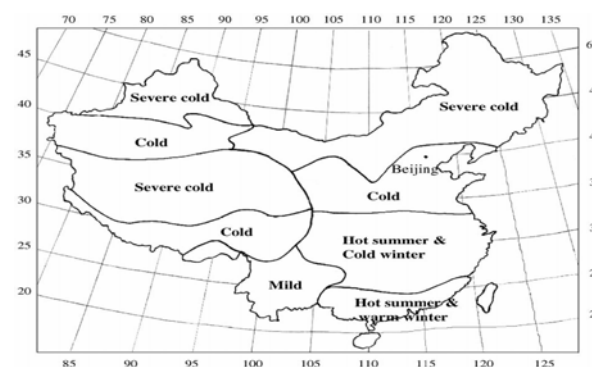 70 75 80 85 90 95 100 105 110 115 120 125 130 135
45
40
35
30
25
20
Severe cold
Severe cold
Cold
Beijing
Severe cold
Cold
Cold
Hot summer &
Cold winter
Mild
Hot summer &
warm winter
85 90 95 100 105 110 115 120 125